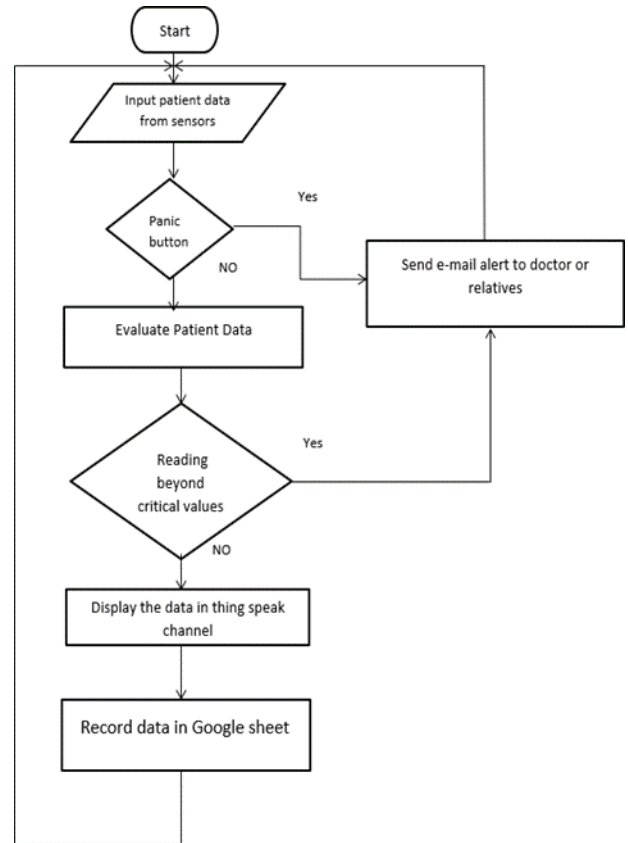 Start
Input patient data
from sensors
Yes
Panic
button
NO
Send e-mail alert to doctor or
relatives
Evaluate Patient Data
Yes
Reading
beyond
critical values
NO
Display the data in thing speak
channel
Record data in Google sheet